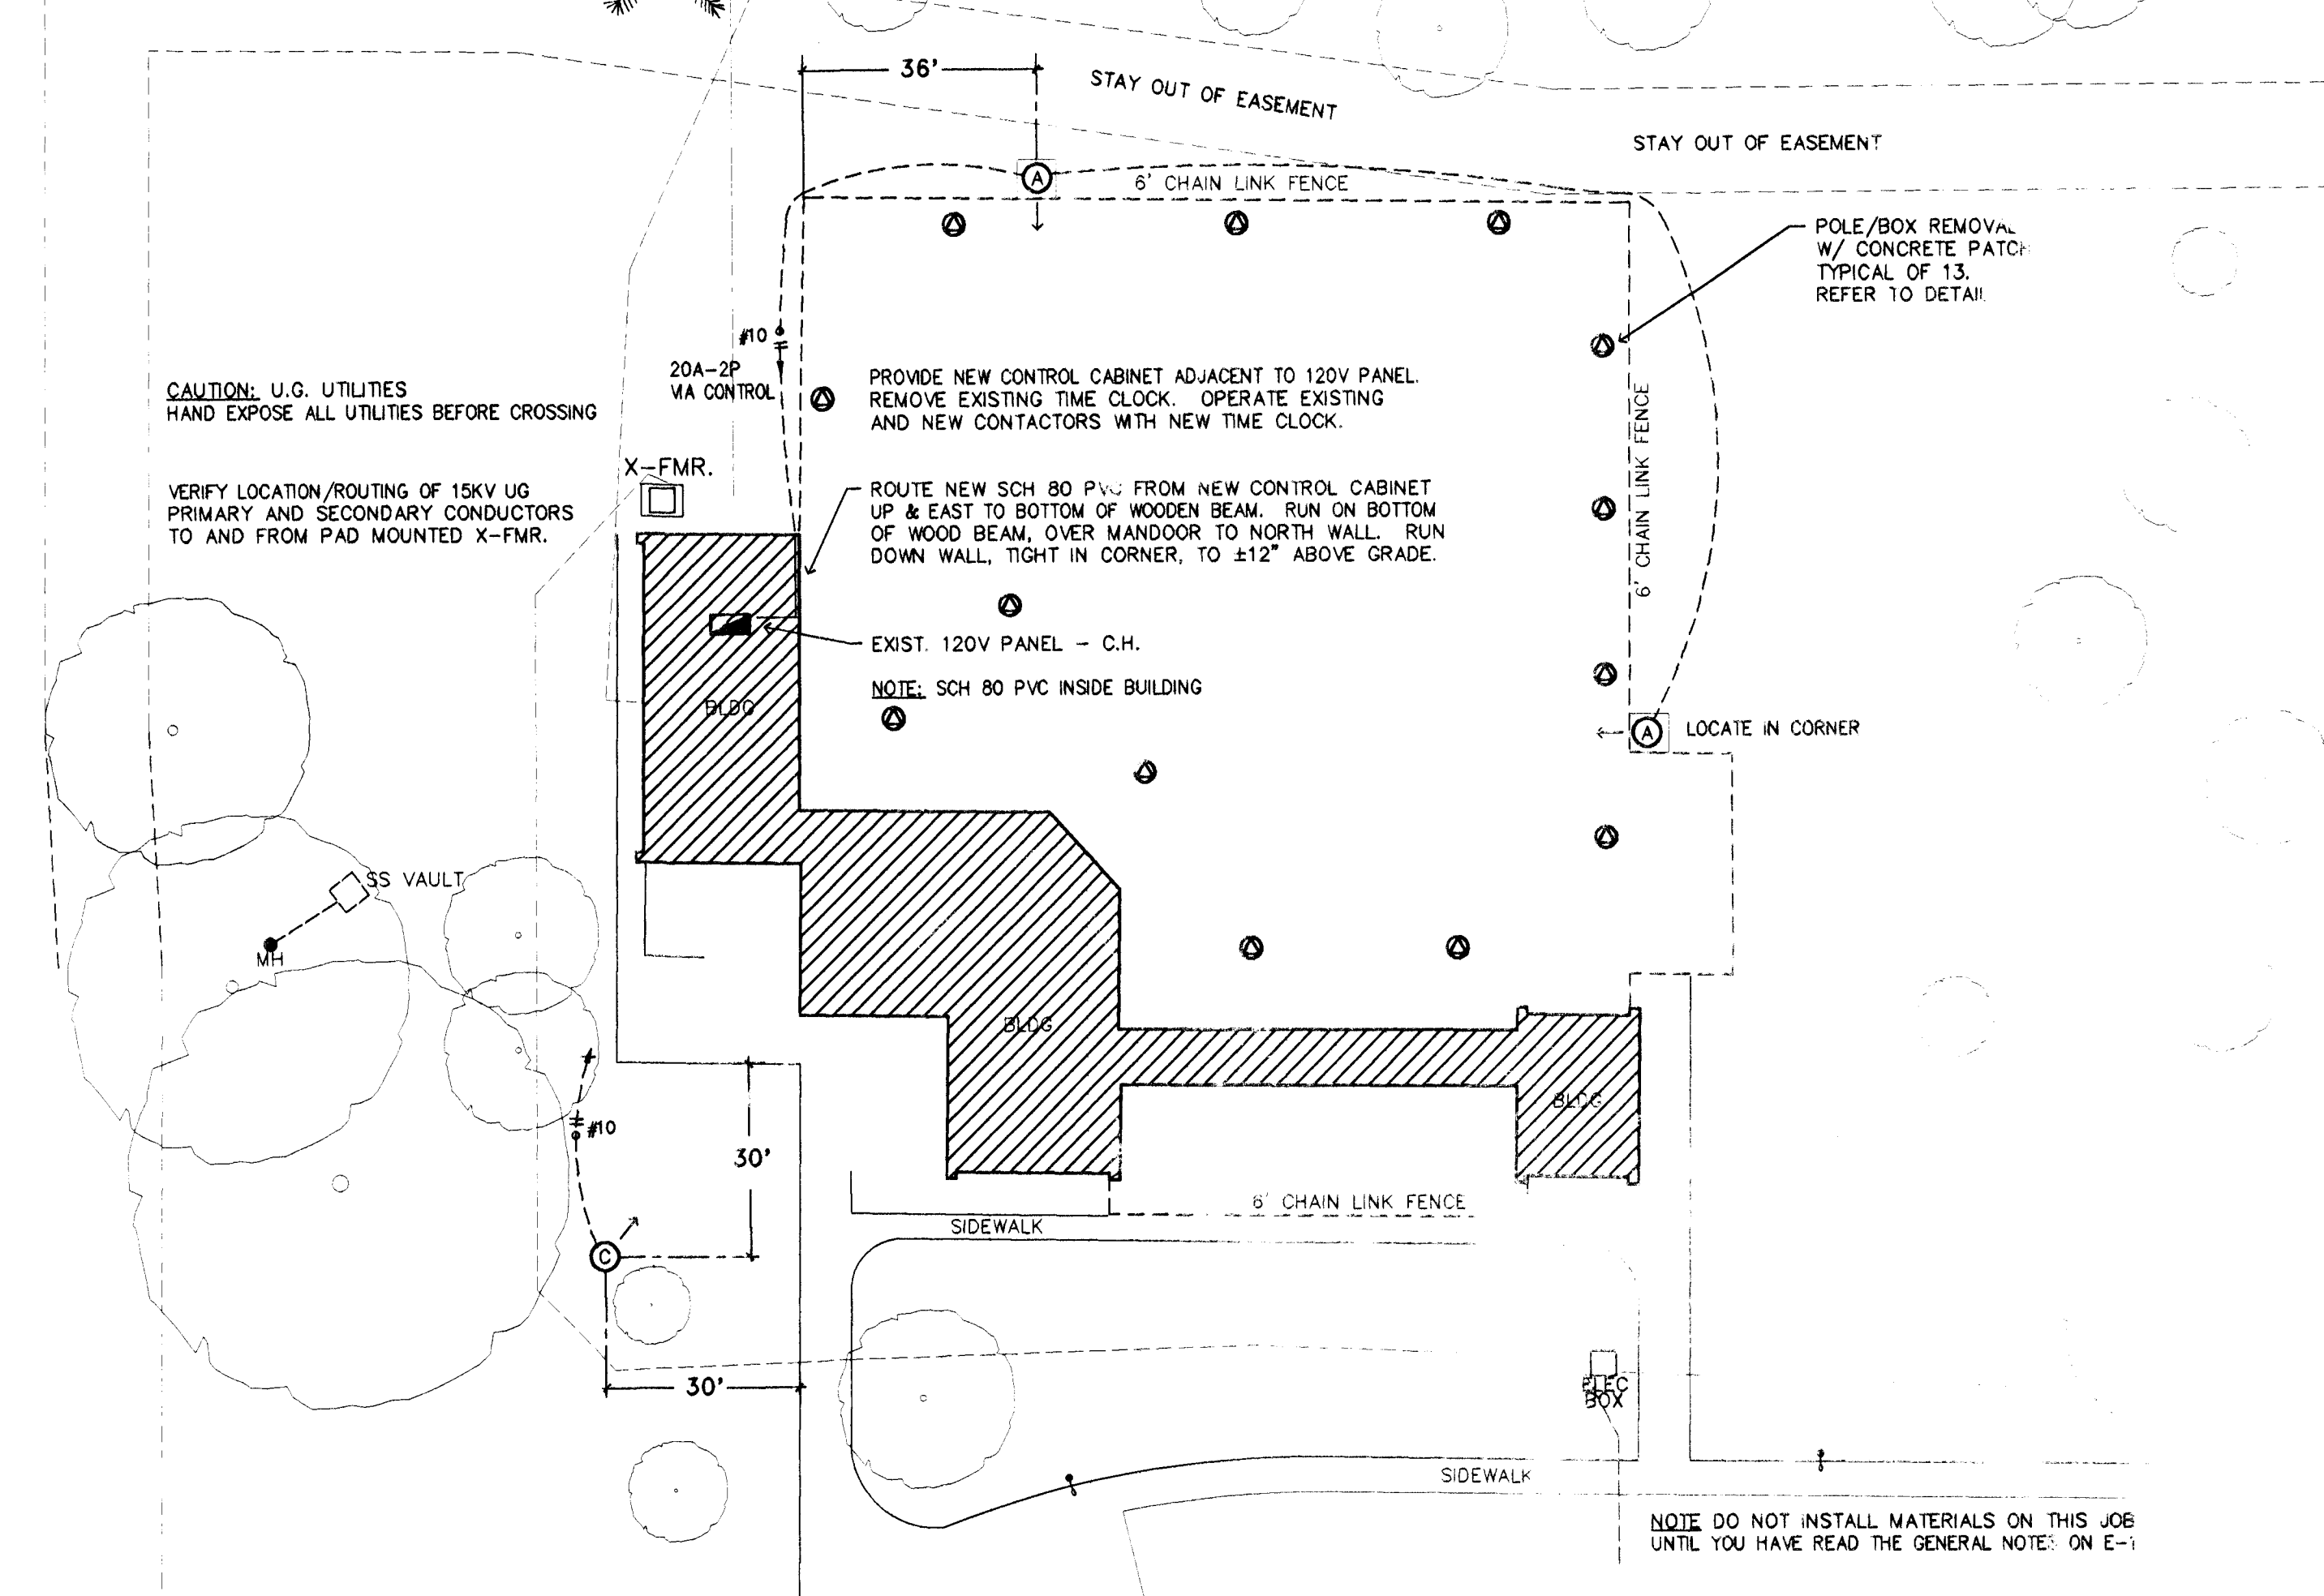 36'
STAY OUT OF EASEMENT
STAY OUT OF EASEMENT
A
6' CHAIN LINK FENCE
POLE/BOX REMOVAL
W/ CONCRETE PATCH
TYPICAL OF 13.
REFER TO DETAIL
#10
20A-2P
VIA CONTROL
PROVIDE NEW CONTROL CABINET ADJACENT TO 120V PANEL.
REMOVE EXISTING TIME CLOCK. OPERATE EXISTING
AND NEW CONTACTORS WITH NEW TIME CLOCK.
CAUTION: U.G. UTILITIES
HAND EXPOSE ALL UTILITIES BEFORE CROSSING
6' CHAIN LINK FENCE
X-FMR.
VERIFY LOCATION/ROUTING OF 15KV UG
PRIMARY AND SECONDARY CONDUCTORS
TO AND FROM PAD MOUNTED X-FMR.
ROUTE NEW SCH 80 PVC FROM NEW CONTROL CABINET
UP & EAST TO BOTTOM OF WOODEN BEAM. RUN ON BOTTOM
OF WOOD BEAM, OVER MANDOOR TO NORTH WALL. RUN
DOWN WALL, TIGHT IN CORNER, TO ±12" ABOVE GRADE.
EXIST. 120V PANEL - C.H.
NOTE: SCH 80 PVC INSIDE BUILDING
BLDG
A
LOCATE IN CORNER
SS VAULT
MH
BLDG
BLDG
#10
30'
6' CHAIN LINK FENCE
SIDEWALK
C
30'
ELEC
BOX
SIDEWALK
NOTE DO NOT INSTALL MATERIALS ON THIS JOB
UNTIL YOU HAVE READ THE GENERAL NOTES ON E-1